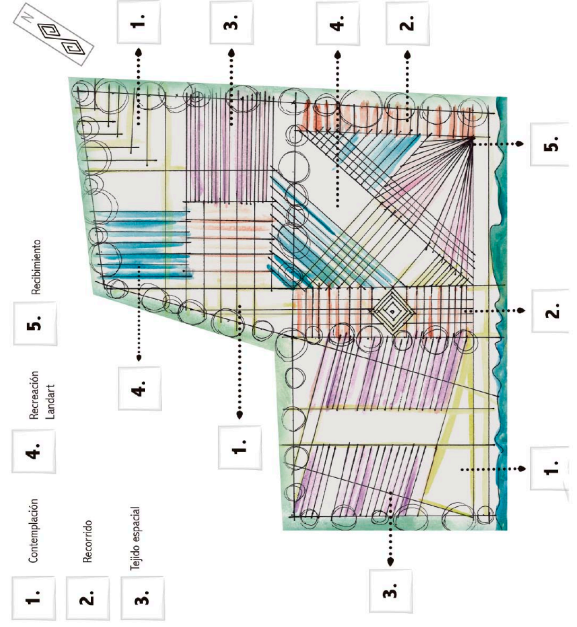 1. Contemplación
2. Recorrido
3. Tejido espacial
4. Recreación
Landart
5. Recibimiento
N
4.
1.
1.
3.
4.
3.
2.
1.
2.
5.